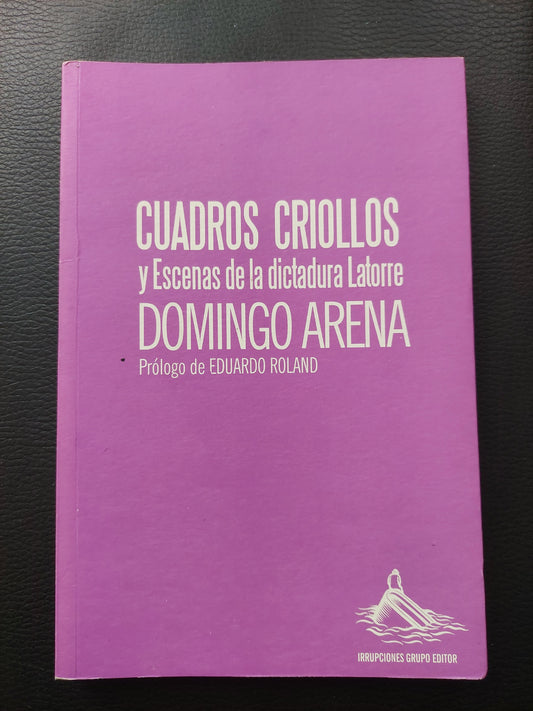 CUADROS CRIOLLOS
y Escenas de la dictadura Latorre
DOMINGO ARENA
Prólogo de EDUARDO ROLAND
IRRUPCIONES GRUPO EDITOR